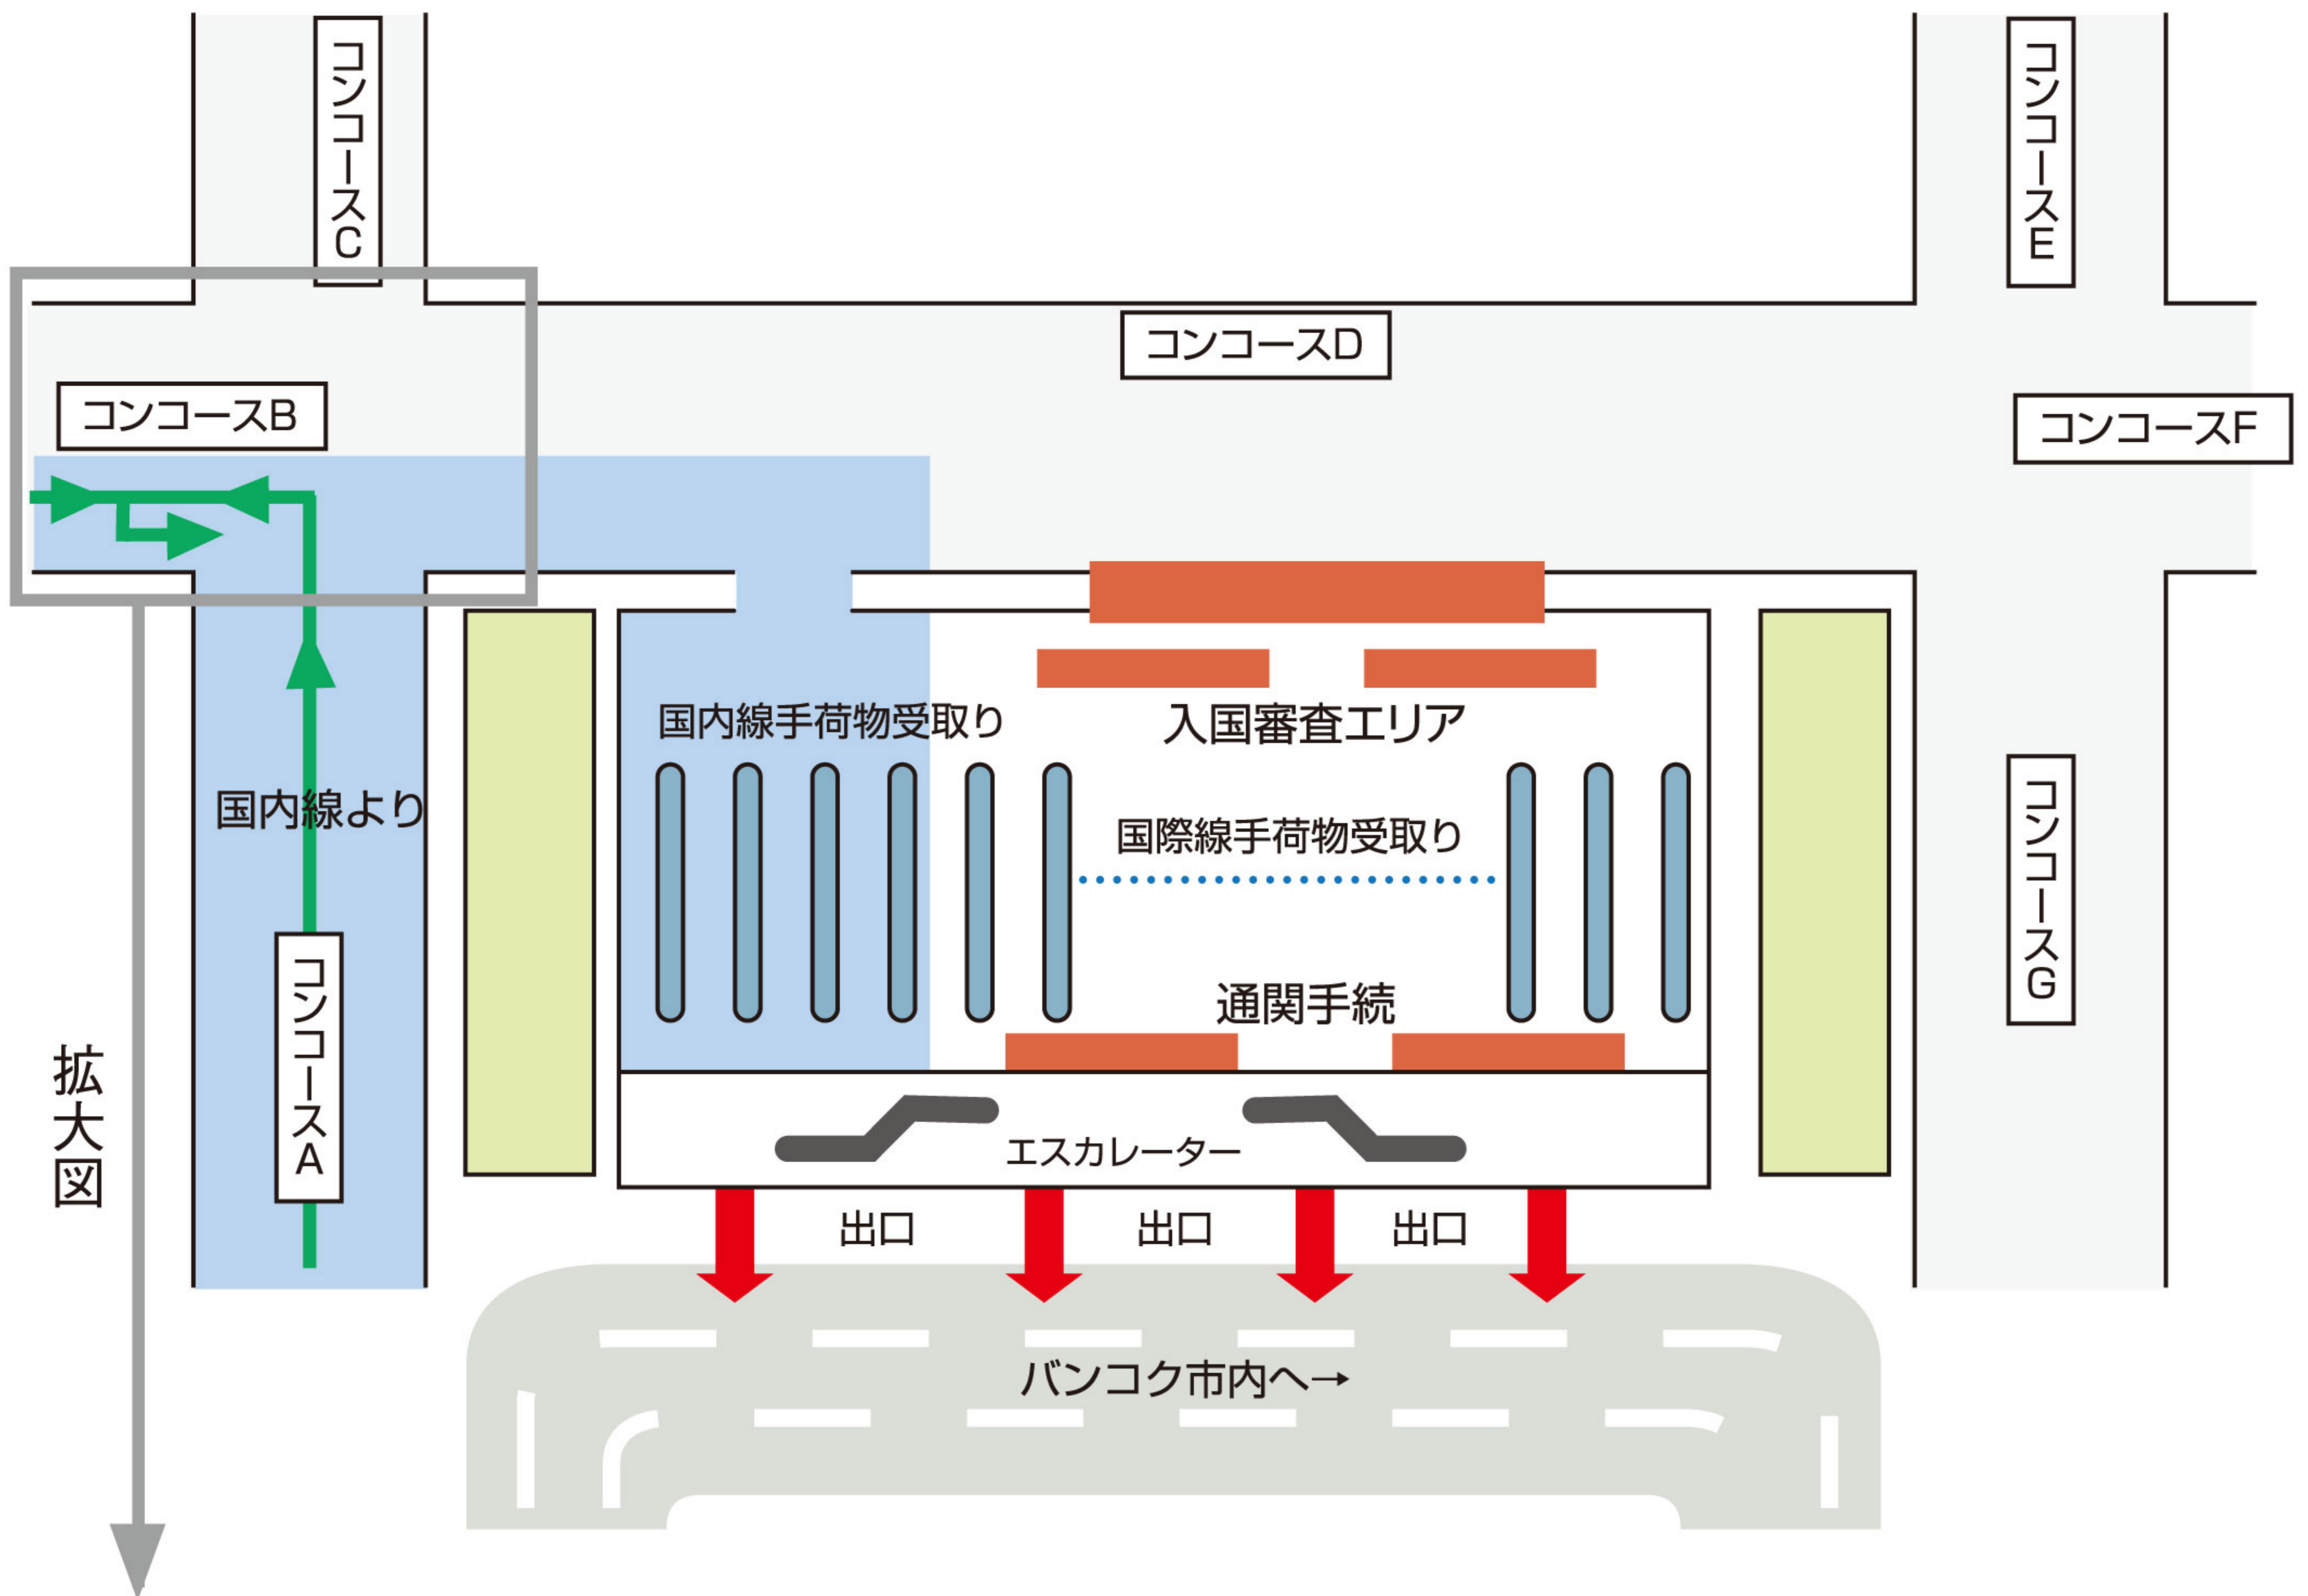 コンコースC
コンコースE
コンコースD
コンコースB
コンコースF
国内線手荷物受取り
入国審査エリア
国内線より
国際線手荷物受取り
コンコースG
通関手続
コンコースA
拡大図
エスカレーター
出口
出口
出口
バンコク市内へ→